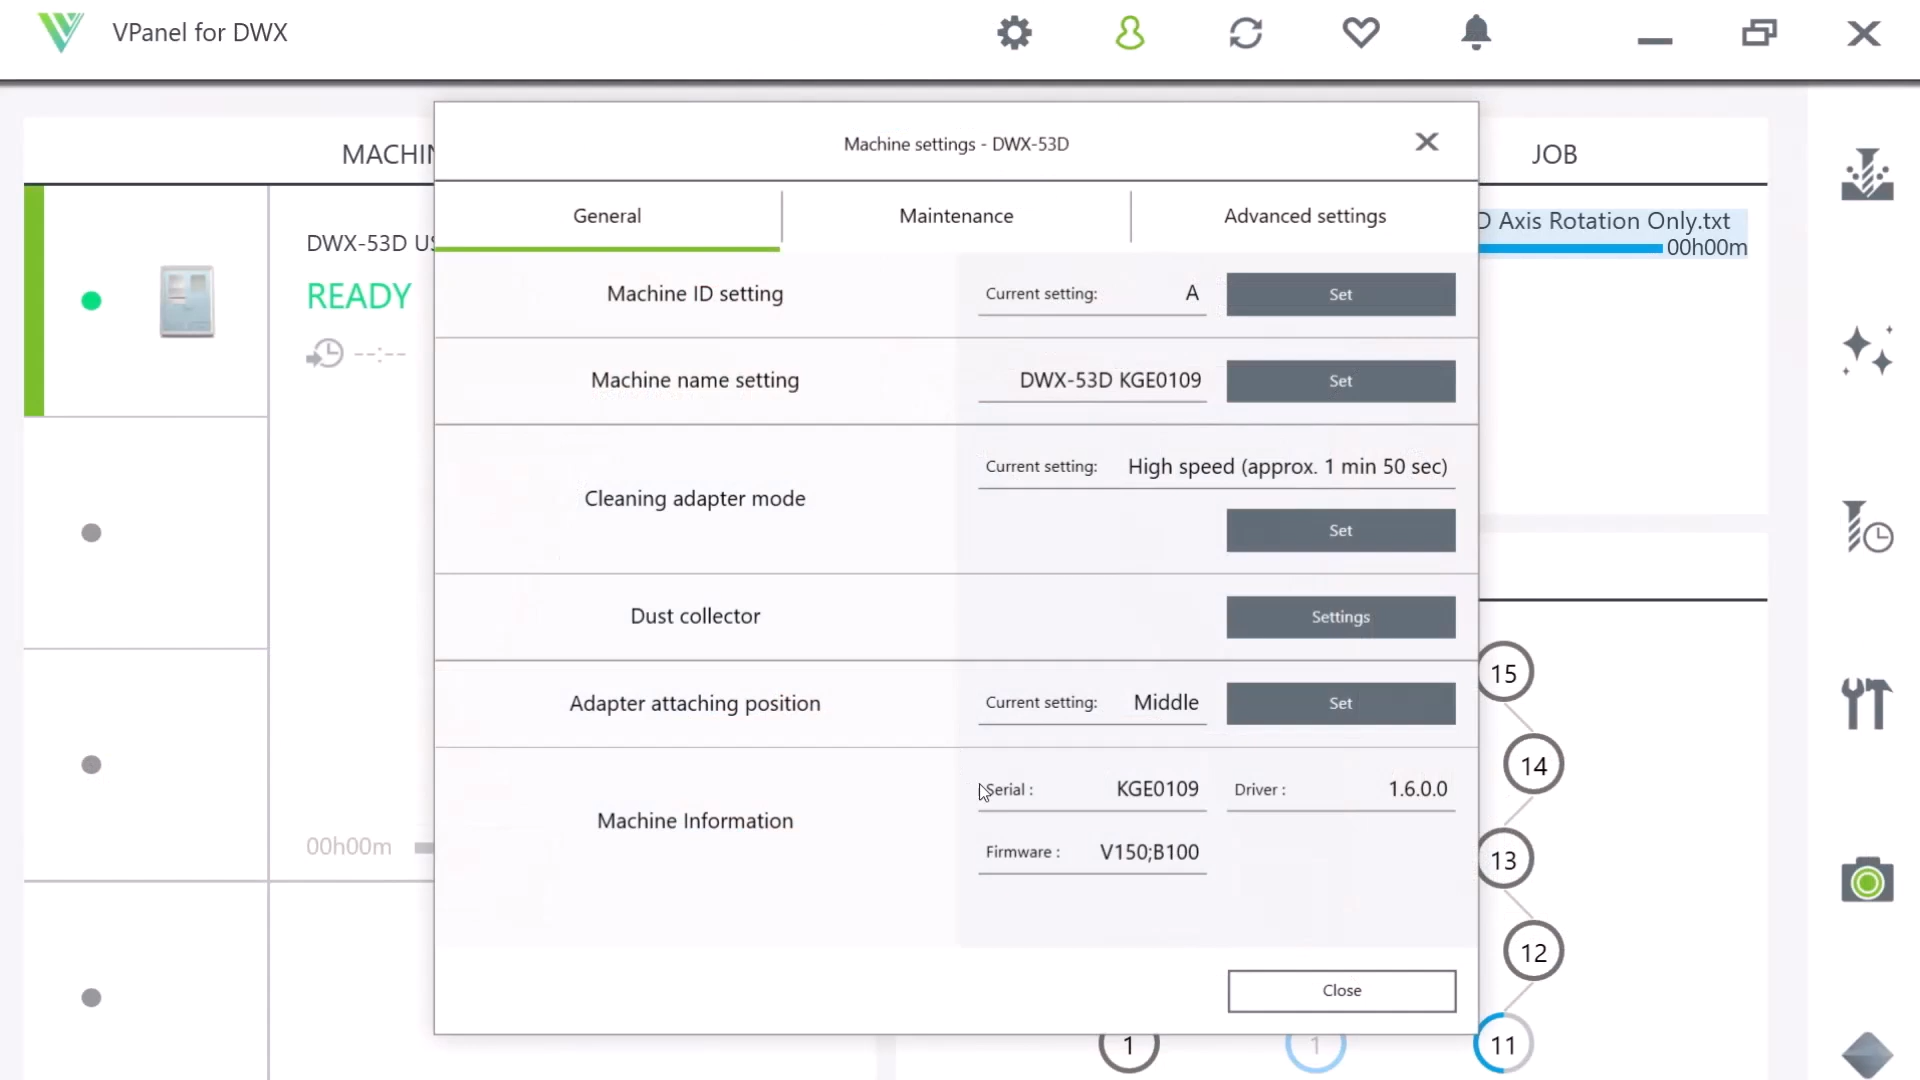 VPanel for DWX
MACHIN
JOB
Machine settings - DWX-53D
General
Maintenance
Advanced settings
DWX-53D US
READY
--:--
00h00m
D Axis Rotation Only.txt
00h00m
Machine ID setting
Current setting:
A
Set
Machine name setting
DWX-53D KGE0109
Set
Cleaning adapter mode
Current setting:
High speed (approx. 1 min 50 sec)
Set
Dust collector
Settings
Adapter attaching position
Current setting:
Middle
Set
Machine Information
Serial :
KGE0109
Driver :
1.6.0.0
Firmware :
V150;B100
Close
15
14
13
12
11
1
1